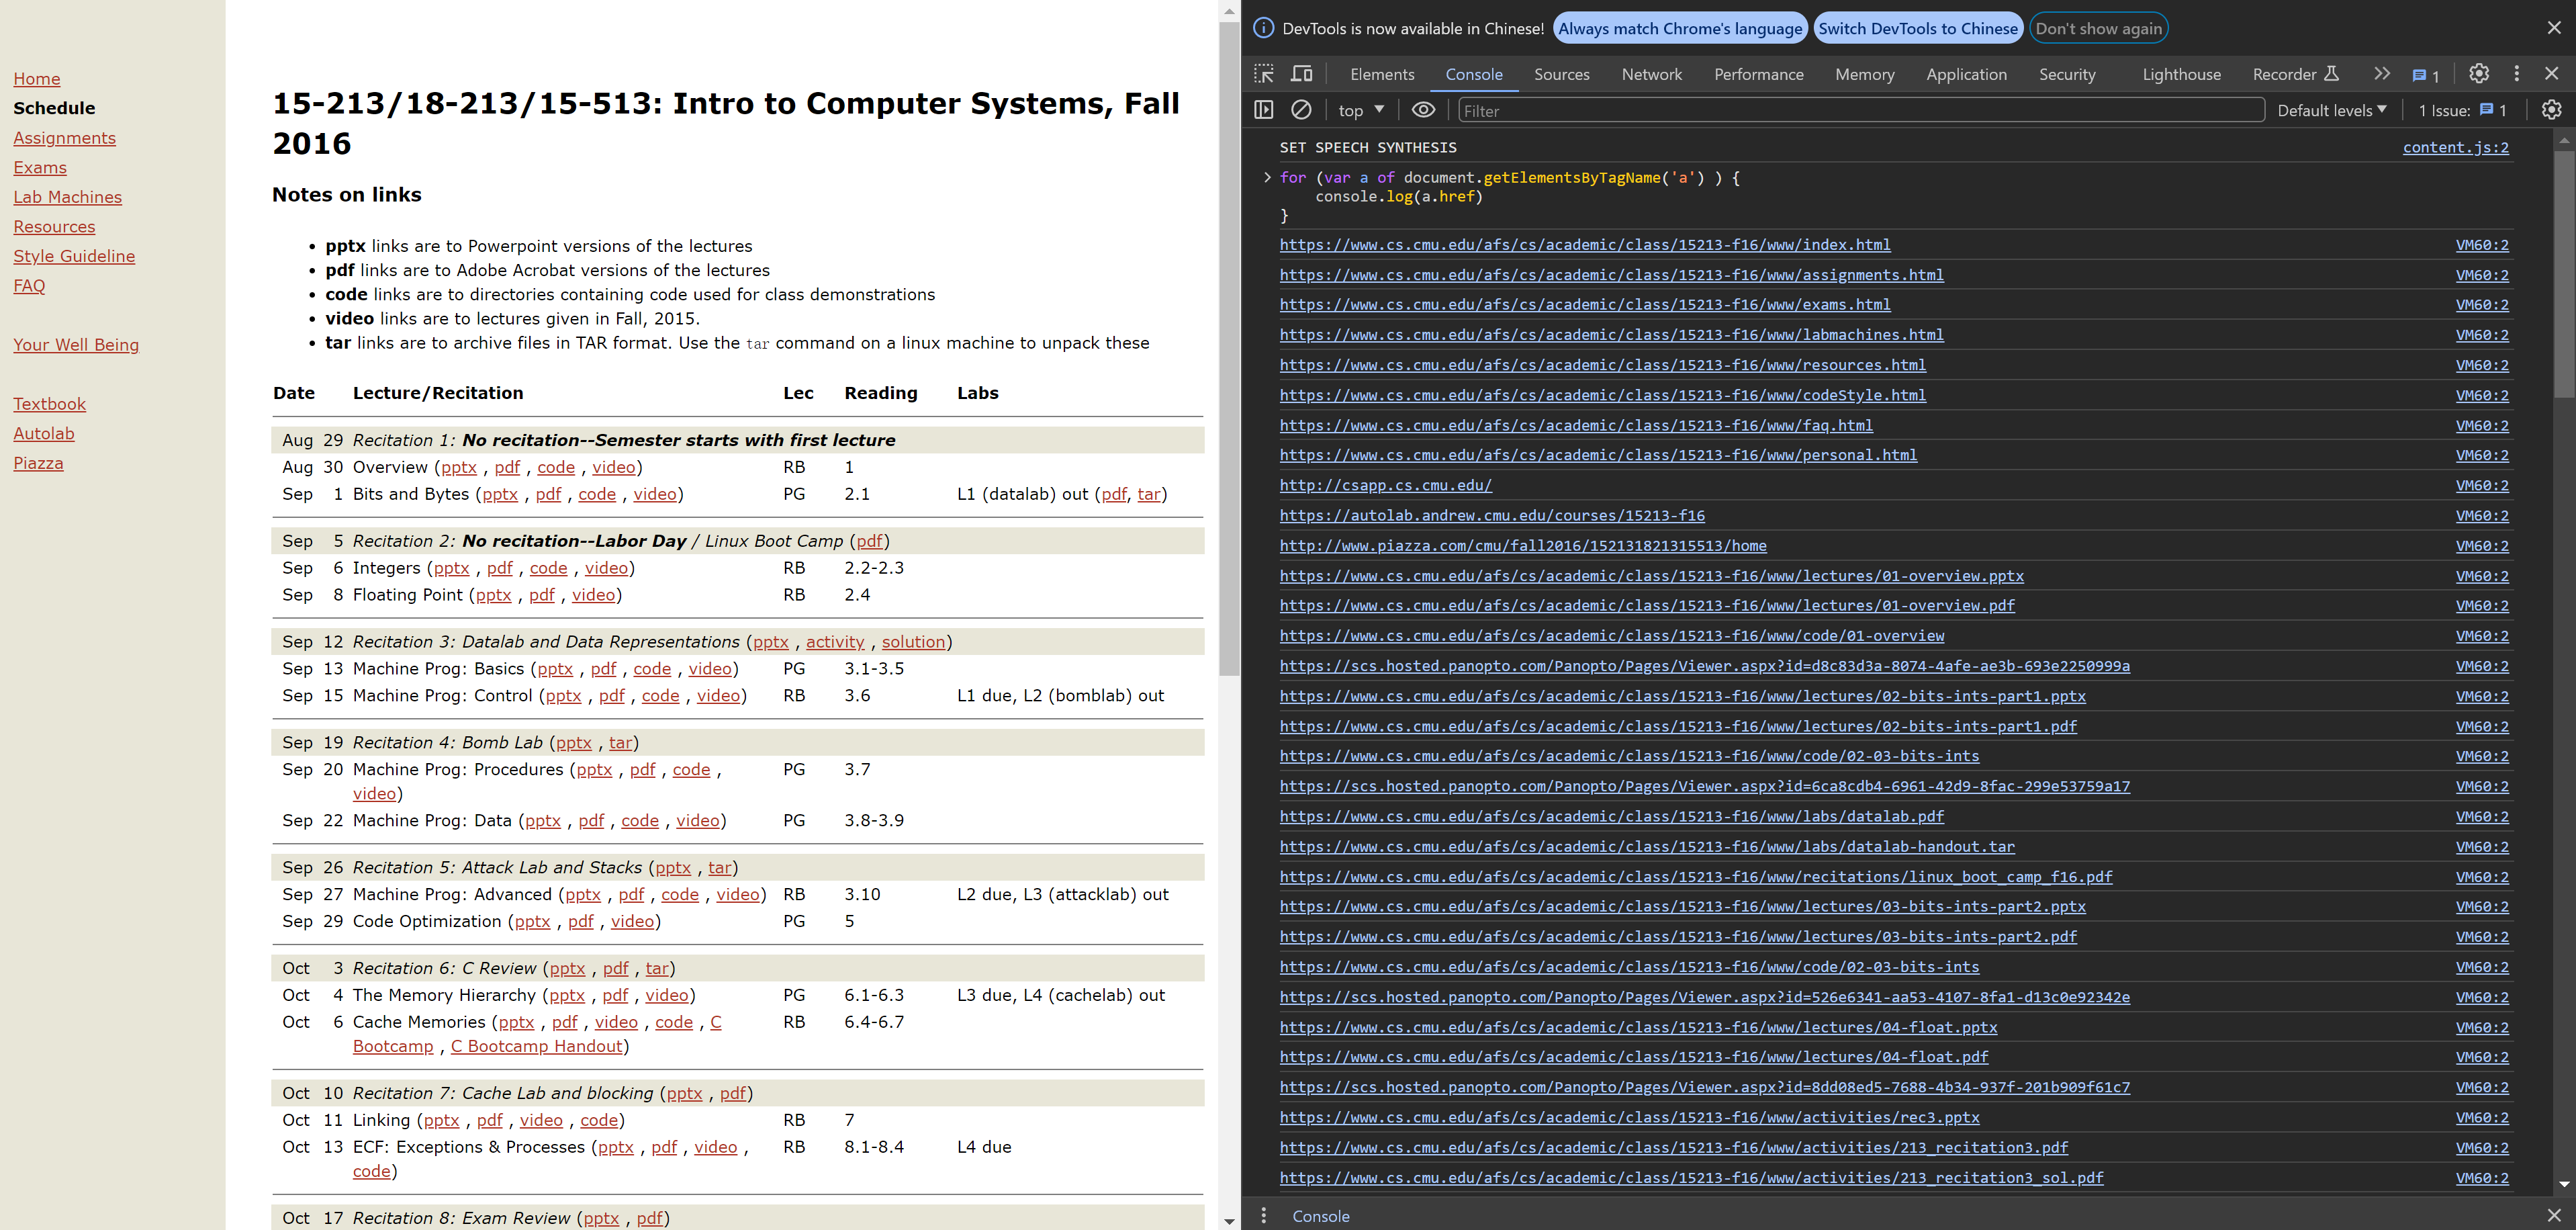 Home
Schedule
Assignments
Exams
Lab Machines
Resources
Style Guideline
FAQ
Your Well Being
Textbook
Autolab
Piazza
15-213/18-213/15-513: Intro to Computer Systems, Fall
2016
Notes on links
• pptx links are to Powerpoint versions of the lectures
• pdf links are to Adobe Acrobat versions of the lectures
• code links are to directories containing code used for class demonstrations
• video links are to lectures given in Fall, 2015.
• tar links are to archive files in TAR format. Use the tar command on a linux machine to unpack these
Date Lecture/Recitation Lec Reading Labs
Aug 29 Recitation 1: No recitation--Semester starts with first lecture
Aug 30 Overview (pptx , pdf , code , video) RB 1
Sep 1 Bits and Bytes (pptx , pdf , code , video) PG 2.1 L1 (datalab) out (pdf, tar)
Sep 5 Recitation 2: No recitation--Labor Day / Linux Boot Camp (pdf)
Sep 6 Integers (pptx , pdf , code , video) RB 2.2-2.3
Sep 8 Floating Point (pptx , pdf , video) RB 2.4
Sep 12 Recitation 3: Datalab and Data Representations (pptx , activity , solution)
Sep 13 Machine Prog: Basics (pptx , pdf , code , video) PG 3.1-3.5
Sep 15 Machine Prog: Control (pptx , pdf , code , video) RB 3.6 L1 due, L2 (bomblab) out
Sep 19 Recitation 4: Bomb Lab (pptx , tar)
Sep 20 Machine Prog: Procedures (pptx , pdf , code , PG 3.7
video)
Sep 22 Machine Prog: Data (pptx , pdf , code , video) PG 3.8-3.9
Sep 26 Recitation 5: Attack Lab and Stacks (pptx , tar)
Sep 27 Machine Prog: Advanced (pptx , pdf , code , video) RB 3.10 L2 due, L3 (attacklab) out
Sep 29 Code Optimization (pptx , pdf , video) PG 5
Oct 3 Recitation 6: C Review (pptx , pdf , tar)
Oct 4 The Memory Hierarchy (pptx , pdf , video) PG 6.1-6.3 L3 due, L4 (cachelab) out
Oct 6 Cache Memories (pptx , pdf , video , code , C RB 6.4-6.7
Bootcamp , C Bootcamp Handout)
Oct 10 Recitation 7: Cache Lab and blocking (pptx , pdf)
Oct 11 Linking (pptx , pdf , video , code) RB 7
Oct 13 ECF: Exceptions & Processes (pptx , pdf , video , RB 8.1-8.4 L4 due
code)
Oct 17 Recitation 8: Exam Review (pptx , pdf)
DevTools is now available in Chinese! Always match Chrome's language Switch DevTools to Chinese Don't show again
Elements Console Sources Network Performance Memory Application Security Lighthouse Recorder 1
top Filter Default levels 1 Issue: 1
SET SPEECH SYNTHESIS content.js:2
for (var a of document.getElementsByTagName('a') ) {
console.log(a.href)
}
https://www.cs.cmu.edu/afs/cs/academic/class/15213-f16/www/index.html VM60:2
https://www.cs.cmu.edu/afs/cs/academic/class/15213-f16/www/assignments.html VM60:2
https://www.cs.cmu.edu/afs/cs/academic/class/15213-f16/www/exams.html VM60:2
https://www.cs.cmu.edu/afs/cs/academic/class/15213-f16/www/labmachines.html VM60:2
https://www.cs.cmu.edu/afs/cs/academic/class/15213-f16/www/resources.html VM60:2
https://www.cs.cmu.edu/afs/cs/academic/class/15213-f16/www/codeStyle.html VM60:2
https://www.cs.cmu.edu/afs/cs/academic/class/15213-f16/www/faq.html VM60:2
https://www.cs.cmu.edu/afs/cs/academic/class/15213-f16/www/personal.html VM60:2
http://csapp.cs.cmu.edu/ VM60:2
https://autolab.andrew.cmu.edu/courses/15213-f16 VM60:2
http://www.piazza.com/cmu/fall2016/152131821315513/home VM60:2
https://www.cs.cmu.edu/afs/cs/academic/class/15213-f16/www/lectures/01-overview.pptx VM60:2
https://www.cs.cmu.edu/afs/cs/academic/class/15213-f16/www/lectures/01-overview.pdf VM60:2
https://www.cs.cmu.edu/afs/cs/academic/class/15213-f16/www/code/01-overview VM60:2
https://scs.hosted.panopto.com/Panopto/Pages/Viewer.aspx?id=d8c83d3a-8074-4afe-ae3b-693e2250999a VM60:2
https://www.cs.cmu.edu/afs/cs/academic/class/15213-f16/www/lectures/02-bits-ints-part1.pptx VM60:2
https://www.cs.cmu.edu/afs/cs/academic/class/15213-f16/www/lectures/02-bits-ints-part1.pdf VM60:2
https://www.cs.cmu.edu/afs/cs/academic/class/15213-f16/www/code/02-03-bits-ints VM60:2
https://scs.hosted.panopto.com/Panopto/Pages/Viewer.aspx?id=6ca8cdb4-6961-42d9-8fac-299e53759a17 VM60:2
https://www.cs.cmu.edu/afs/cs/academic/class/15213-f16/www/labs/datalab.pdf VM60:2
https://www.cs.cmu.edu/afs/cs/academic/class/15213-f16/www/labs/datalab-handout.tar VM60:2
https://www.cs.cmu.edu/afs/cs/academic/class/15213-f16/www/recitations/linux_boot_camp_f16.pdf VM60:2
https://www.cs.cmu.edu/afs/cs/academic/class/15213-f16/www/lectures/03-bits-ints-part2.pptx VM60:2
https://www.cs.cmu.edu/afs/cs/academic/class/15213-f16/www/lectures/03-bits-ints-part2.pdf VM60:2
https://www.cs.cmu.edu/afs/cs/academic/class/15213-f16/www/code/02-03-bits-ints VM60:2
https://scs.hosted.panopto.com/Panopto/Pages/Viewer.aspx?id=526e6341-aa53-4107-8fa1-d13c0e92342e VM60:2
https://www.cs.cmu.edu/afs/cs/academic/class/15213-f16/www/lectures/04-float.pptx VM60:2
https://www.cs.cmu.edu/afs/cs/academic/class/15213-f16/www/lectures/04-float.pdf VM60:2
https://scs.hosted.panopto.com/Panopto/Pages/Viewer.aspx?id=8dd08ed5-7688-4b34-937f-201b909f61c7 VM60:2
https://www.cs.cmu.edu/afs/cs/academic/class/15213-f16/www/activities/rec3.pptx VM60:2
https://www.cs.cmu.edu/afs/cs/academic/class/15213-f16/www/activities/213_recitation3.pdf VM60:2
https://www.cs.cmu.edu/afs/cs/academic/class/15213-f16/www/activities/213_recitation3_sol.pdf VM60:2
Console